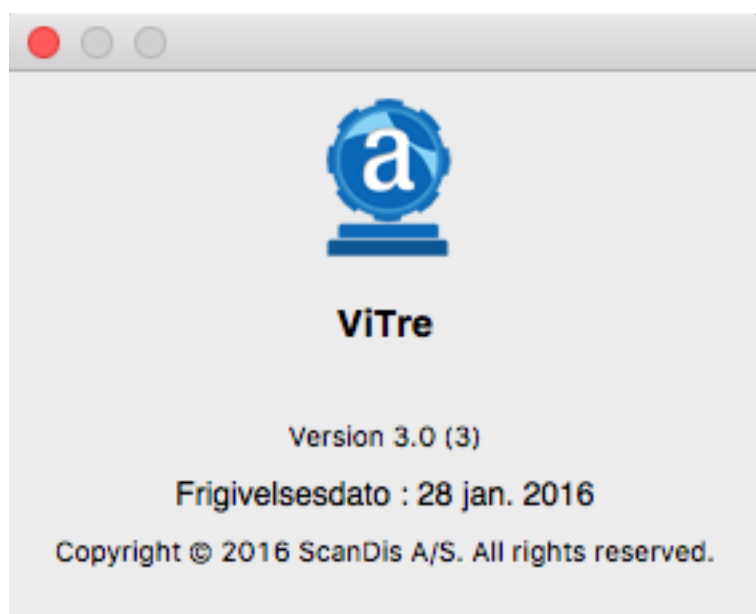 a
ViTre
Version 3.0 (3)
Frigivelsesdato : 28 jan. 2016
Copyright © 2016 ScanDis A/S. All rights reserved.